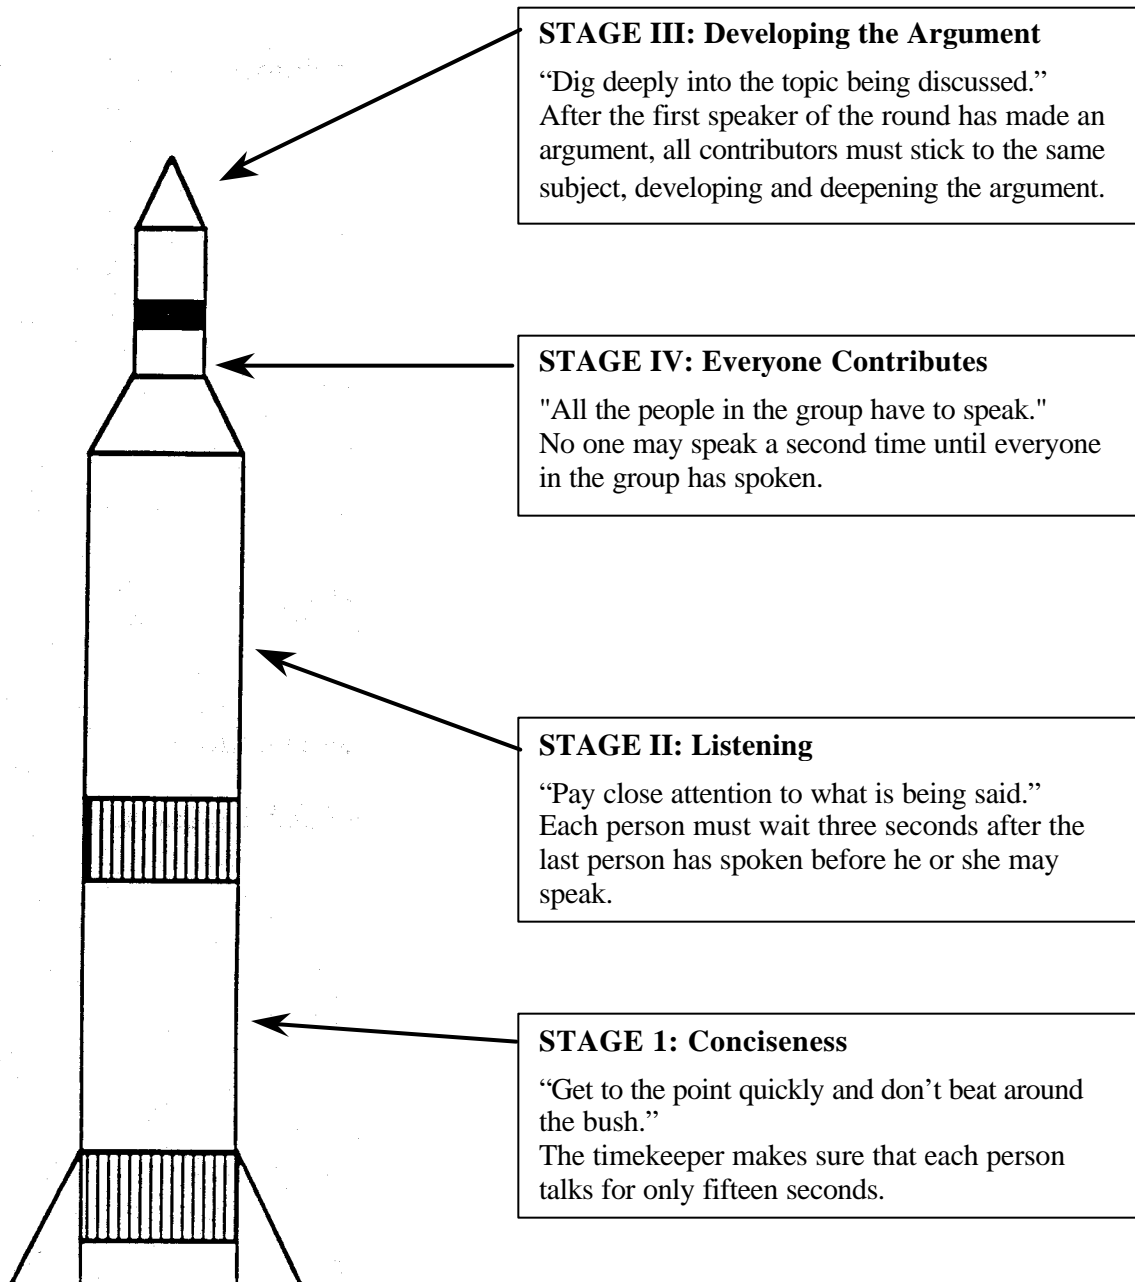 STAGE III: Developing the Argument
“Dig deeply into the topic being discussed.”
After the first speaker of the round has made an
argument, all contributors must stick to the same
subject, developing and deepening the argument.
STAGE IV: Everyone Contributes
"All the people in the group have to speak."
No one may speak a second time until everyone
in the group has spoken.
STAGE II: Listening
“Pay close attention to what is being said.”
Each person must wait three seconds after the
last person has spoken before he or she may
speak.
STAGE 1: Conciseness
“Get to the point quickly and don’t beat around
the bush.”
The timekeeper makes sure that each person
talks for only fifteen seconds.